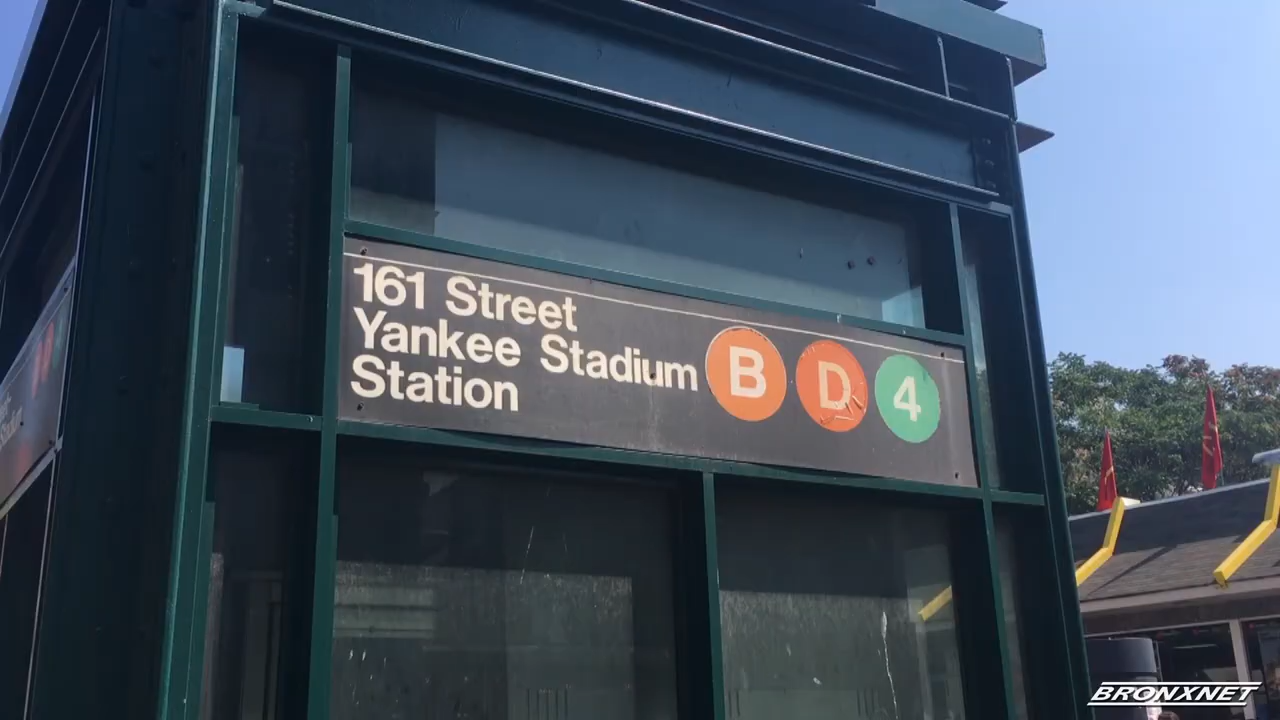 161 Street
Yankee Stadium
Station
B D 4
BRONXNET